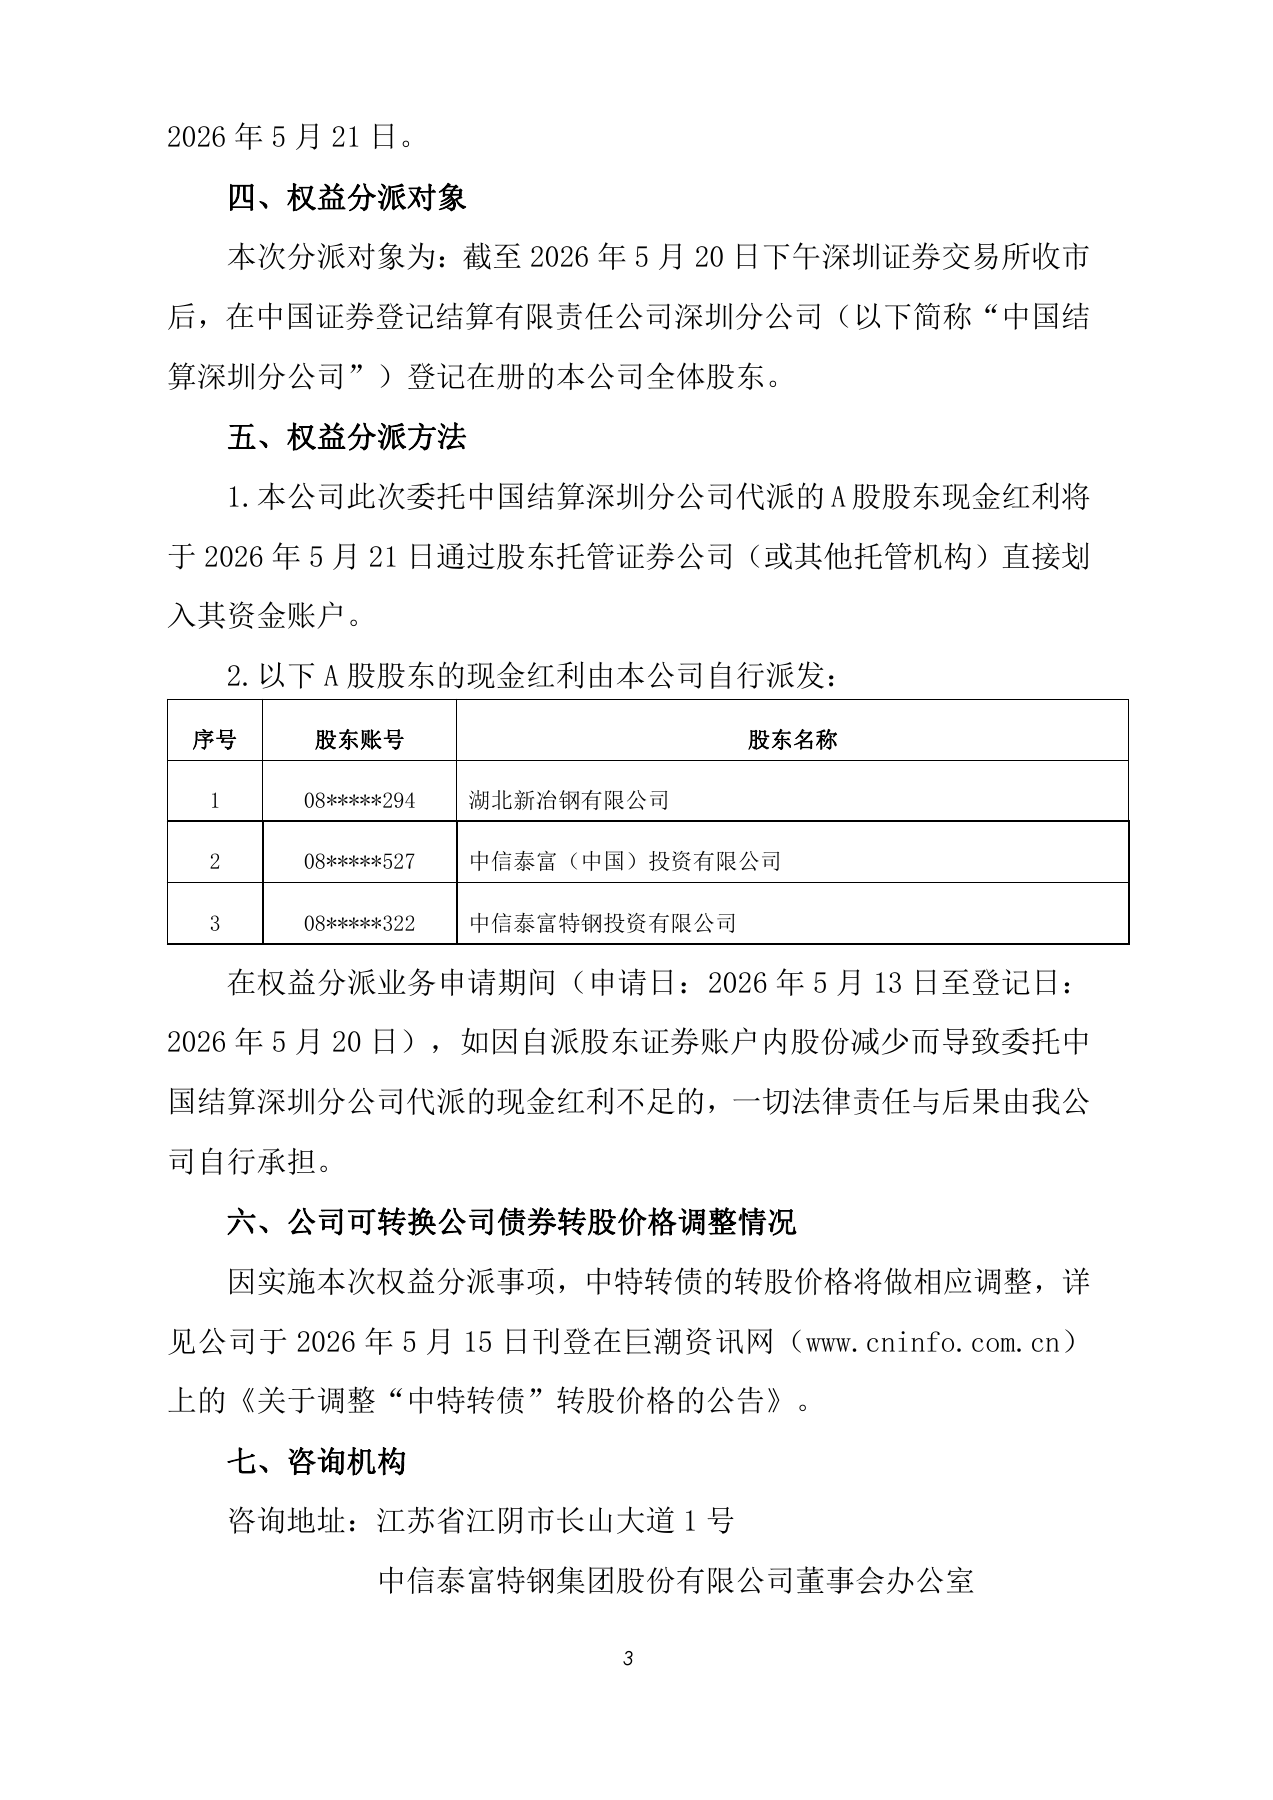 2026 年 5 月 21 日。
四、权益分派对象
本次分派对象为：截至 2026 年 5 月 20 日下午深圳证券交易所收市
后，在中国证券登记结算有限责任公司深圳分公司（以下简称“中国结
算深圳分公司”）登记在册的本公司全体股东。
五、权益分派方法
1.本公司此次委托中国结算深圳分公司代派的 A 股股东现金红利将
于 2026 年 5 月 21 日通过股东托管证券公司（或其他托管机构）直接划
入其资金账户。
2.以下 A 股股东的现金红利由本公司自行派发：
序号 股东账号 股东名称
1 08*****294 湖北新冶钢有限公司
2 08*****527 中信泰富（中国）投资有限公司
3 08*****322 中信泰富特钢投资有限公司
在权益分派业务申请期间（申请日：2026 年 5 月 13 日至登记日：
2026 年 5 月 20 日），如因自派股东证券账户内股份减少而导致委托中
国结算深圳分公司代派的现金红利不足的，一切法律责任与后果由我公
司自行承担。
六、公司可转换公司债券转股价格调整情况
因实施本次权益分派事项，中特转债的转股价格将做相应调整，详
见公司于 2026 年 5 月 15 日刊登在巨潮资讯网（www.cninfo.com.cn）
上的《关于调整“中特转债”转股价格的公告》。
七、咨询机构
咨询地址：江苏省江阴市长山大道 1 号
中信泰富特钢集团股份有限公司董事会办公室
3